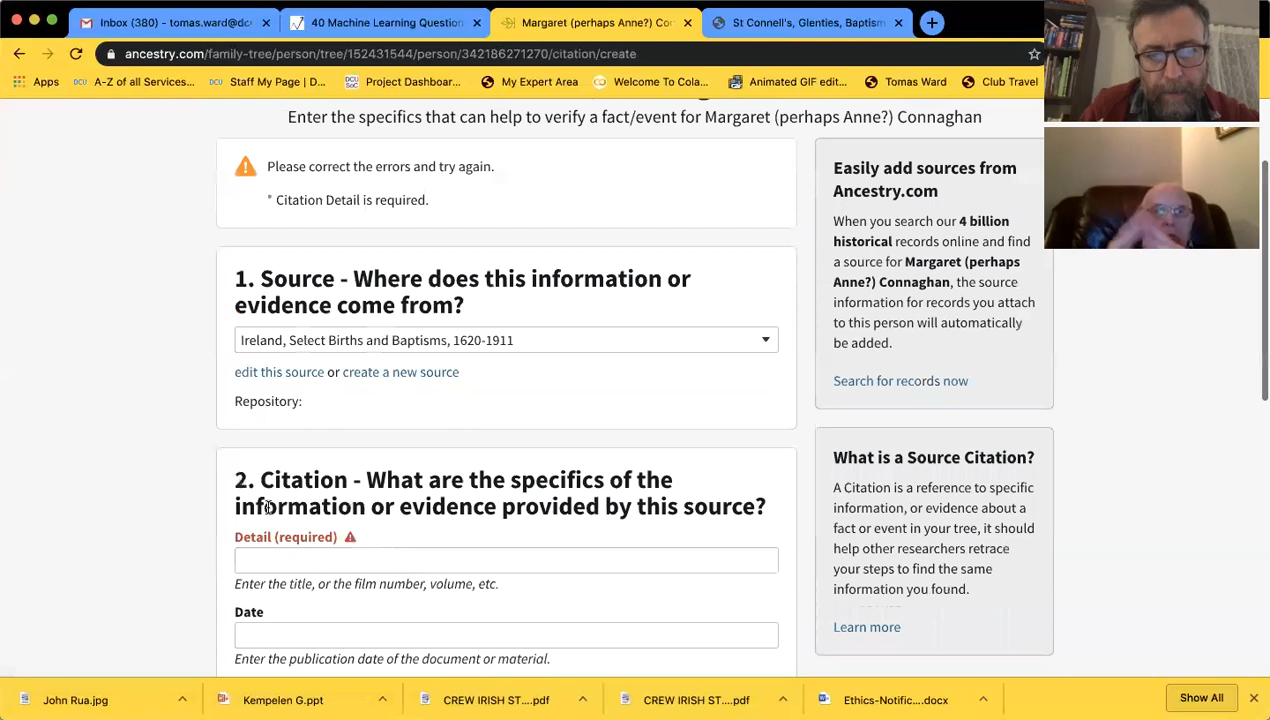 Inbox (380) - tomas.ward@dc
40 Machine Learning Question
Margaret (perhaps Anne?) Con
St Connell's, Glenties, Baptism
ancestry.com/family-tree/person/tree/152431544/person/342186271270/citation/create
Apps
DCU A-Z of all Services...
DCU Staff My Page | D...
DCU SoC Project Dashboar...
My Expert Area
Welcome To Cola...
Animated GIF edit...
Tomas Ward
Club Travel
Enter the specifics that can help to verify a fact/event for Margaret (perhaps Anne?) Connaghan
Please correct the errors and try again.
* Citation Detail is required.
1. Source - Where does this information or
evidence come from?
Ireland, Select Births and Baptisms, 1620-1911
edit this source or create a new source
Repository:
2. Citation - What are the specifics of the
information or evidence provided by this source?
Detail (required)
Enter the title, or the film number, volume, etc.
Date
Enter the publication date of the document or material.
Easily add sources from
Ancestry.com
When you search our 4 billion
historical records online and find
a source for Margaret (perhaps
Anne?) Connaghan, the source
information for records you attach
to this person will automatically
be added.
Search for records now
What is a Source Citation?
A Citation is a reference to specific
information, or evidence about a
fact or event in your tree, it should
help other researchers retrace
your steps to find the same
information you found.
Learn more
John Rua.jpg
Kempelen G.ppt
CREW IRISH ST....pdf
CREW IRISH ST....pdf
Ethics-Notific....docx
Show All